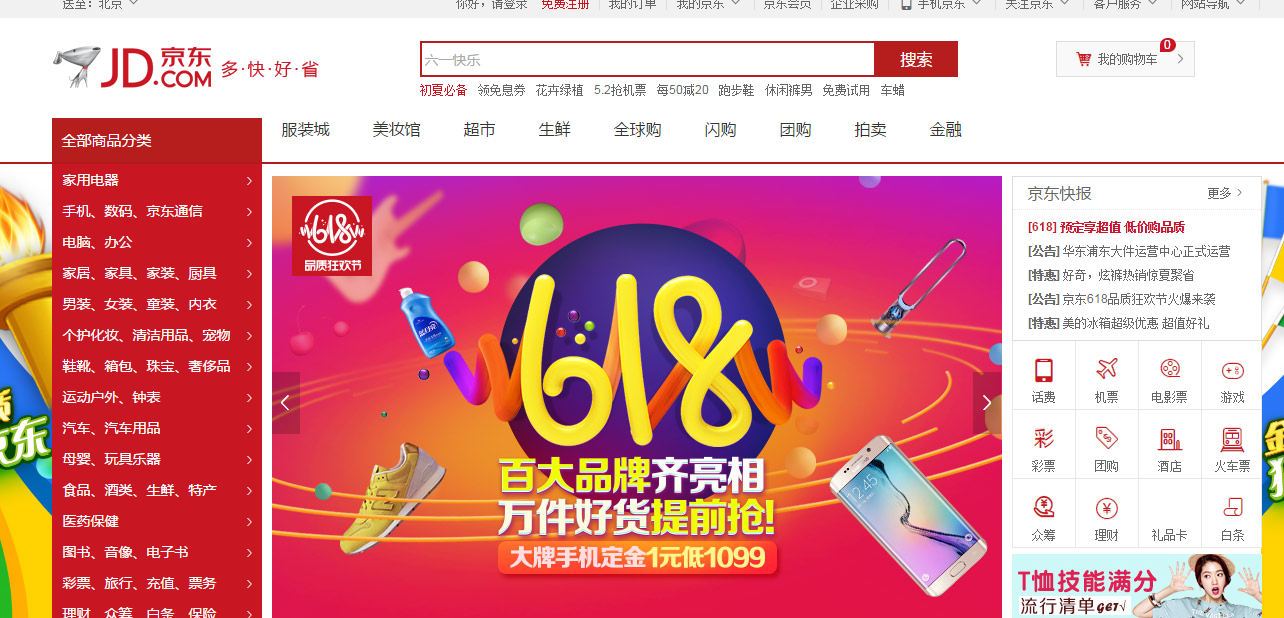 送至：北京
你好，请登录 免费注册 我的订单 我的京东 京东会员 企业采购 手机京东 关注京东 客户服务 网站导航
JD.COM 京东 多·快·好·省
六一快乐 搜索
我的购物车 0
初夏必备 领免息券 花卉绿植 5.2抢机票 每50减20 跑步鞋 休闲裤男 免费试用 车蜡
全部商品分类
服装城 美妆馆 超市 生鲜 全球购 闪购 团购 拍卖 金融
家用电器
手机、数码、京东通信
电脑、办公
家居、家具、家装、厨具
男装、女装、童装、内衣
个护化妆、清洁用品、宠物
鞋靴、箱包、珠宝、奢侈品
运动户外、钟表
汽车、汽车用品
母婴、玩具乐器
食品、酒类、生鲜、特产
医药保健
图书、音像、电子书
彩票、旅行、充值、票务
理财、众筹、白条、保险
618
品质狂欢节
618
百大品牌齐亮相
万件好货提前抢!
大牌手机定金1元低1099
12:45
京东快报 更多
[618] 预定享超值 低价购品质
[公告] 华东浦东大件运营中心正式运营
[特惠] 好奇，炫裤热销惊夏聚省
[公告] 京东618品质狂欢节火爆来袭
[特惠] 美的冰箱超级优惠 超值好礼
话费 机票 电影票 游戏
彩
彩票 团购 酒店 火车票
众筹 理财 礼品卡 白条
T恤技能满分
流行清单GET√
京东